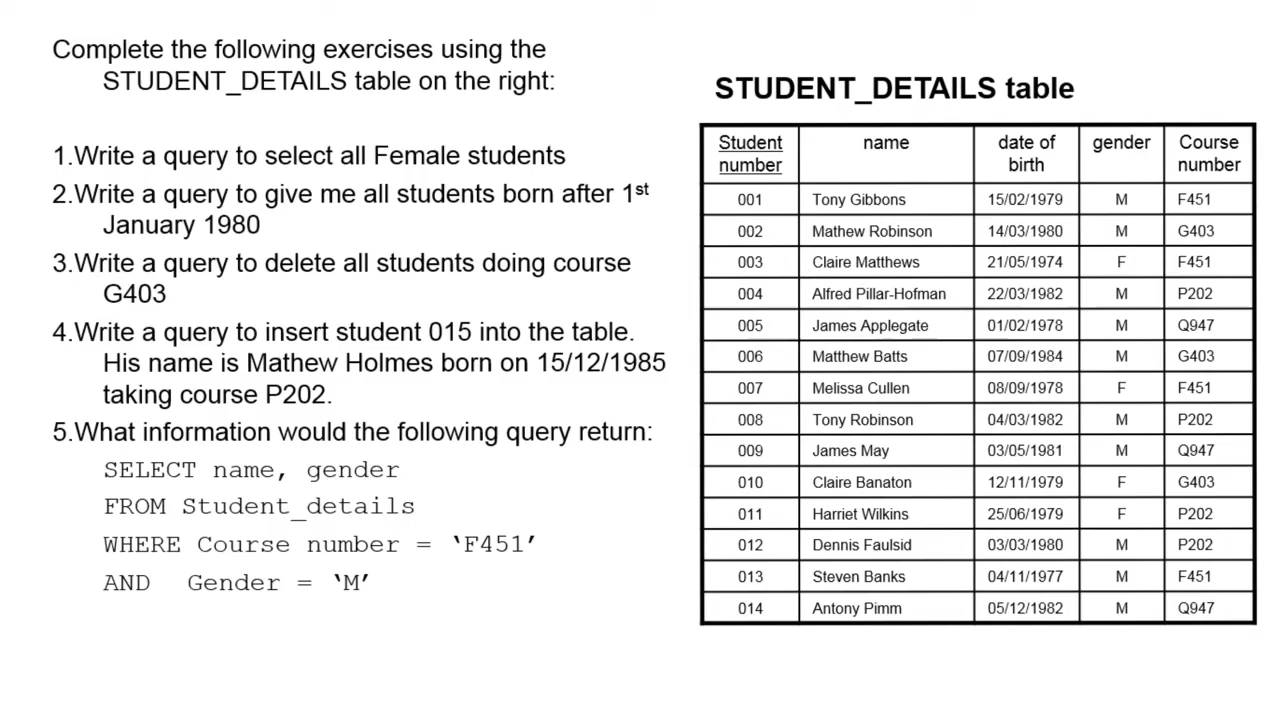 Complete the following exercises using the
STUDENT_DETAILS table on the right:
1.Write a query to select all Female students
2.Write a query to give me all students born after 1st
January 1980
3.Write a query to delete all students doing course
G403
4.Write a query to insert student 015 into the table.
His name is Mathew Holmes born on 15/12/1985
taking course P202.
5.What information would the following query return:
SELECT name, gender
FROM Student_details
WHERE Course number = ‘F451’
AND Gender = ‘M’
STUDENT_DETAILS table
Student number name date of birth gender Course number
001 Tony Gibbons 15/02/1979 M F451
002 Mathew Robinson 14/03/1980 M G403
003 Claire Matthews 21/05/1974 F F451
004 Alfred Pillar-Hofman 22/03/1982 M P202
005 James Applegate 01/02/1978 M Q947
006 Matthew Batts 07/09/1984 M G403
007 Melissa Cullen 08/09/1978 F F451
008 Tony Robinson 04/03/1982 M P202
009 James May 03/05/1981 M Q947
010 Claire Banaton 12/11/1979 F G403
011 Harriet Wilkins 25/06/1979 F P202
012 Dennis Faulsid 03/03/1980 M P202
013 Steven Banks 04/11/1977 M F451
014 Antony Pimm 05/12/1982 M Q947